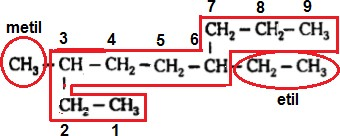 7 8 9
metil CH₂ – CH₂ – CH₃
3 4 5 6
CH₃ – CH – CH₂ – CH₂ – CH – CH₂ – CH₃
CH₂ – CH₃ etil
2 1